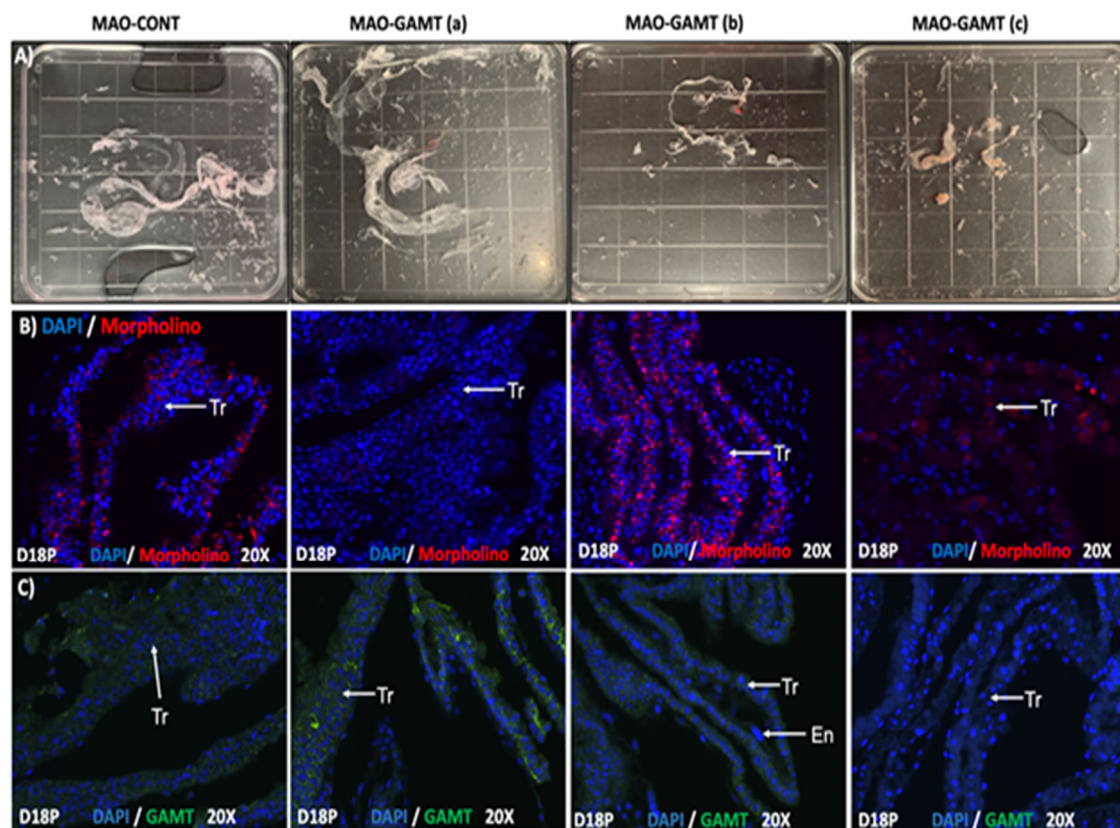 MAO-CONT MAO-GAMT (a) MAO-GAMT (b) MAO-GAMT (c)
A)
B) DAPI / Morpholino
Tr Tr Tr Tr
D18P DAPI/ Morpholino 20X D18P DAPI/ Morpholino 20X D18P DAPI/ Morpholino 20X D18P DAPI/ Morpholino 20X
C)
Tr Tr Tr Tr
En
D18P DAPI / GAMT 20X D18P DAPI / GAMT 20X D18P DAPI / GAMT 20X D18P DAPI / GAMT 20X